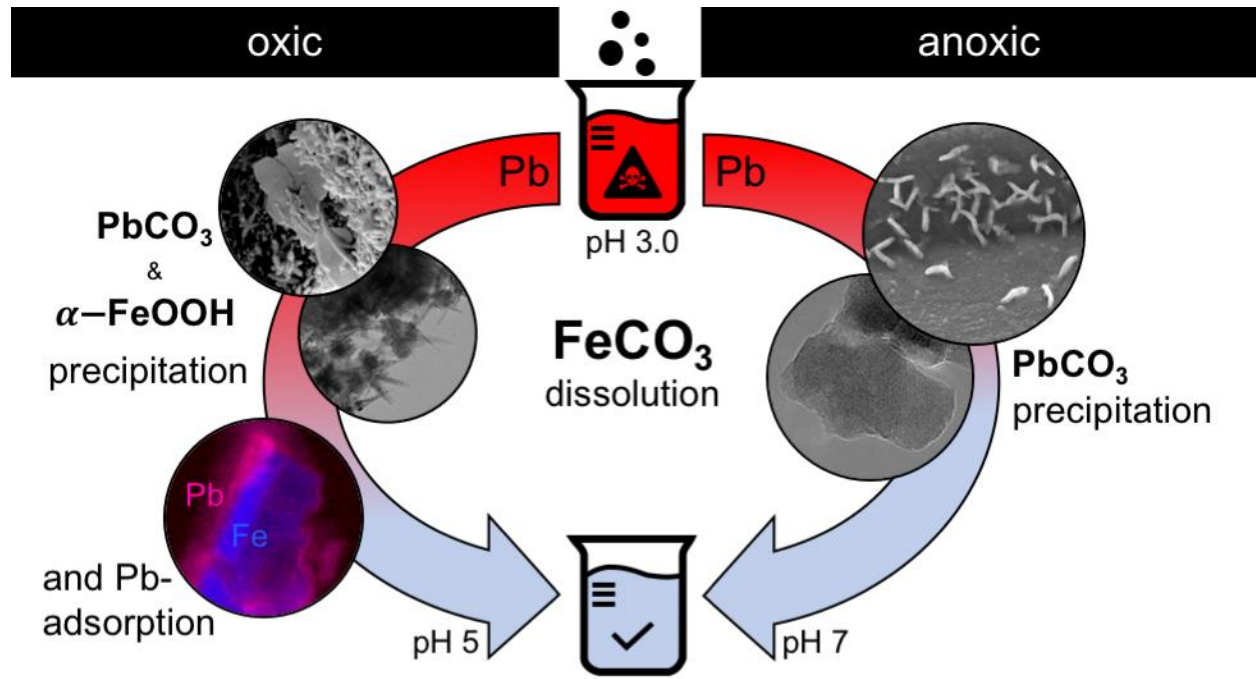 oxic
anoxic
Pb
Pb
pH 3.0
PbCO₃
&
α−FeOOH
precipitation
FeCO₃
dissolution
PbCO₃
precipitation
Pb
Fe
and Pb-
adsorption
pH 5
pH 7